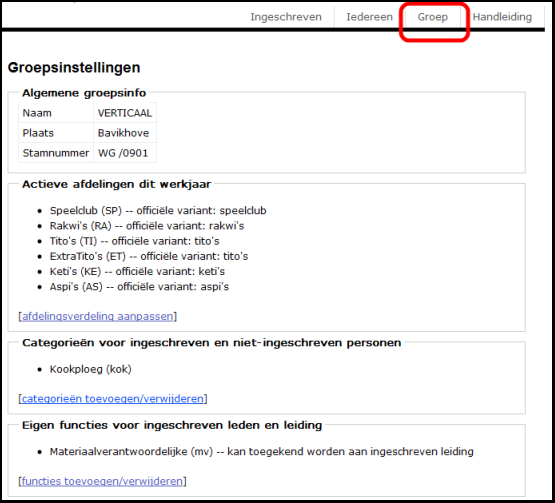 Ingeschreven Iedereen Groep Handleiding
Groepsinstellingen
Algemene groepsinfo
Naam VERTICAAL
Plaats Bavikhove
Stamnummer WG /0901
Actieve afdelingen dit werkjaar
• Speelclub (SP) -- officiële variant: speelclub
• Rakwi's (RA) -- officiële variant: rakwi's
• Tito's (TI) -- officiële variant: tito's
• ExtraTito's (ET) -- officiële variant: tito's
• Keti's (KE) -- officiële variant: keti's
• Aspi's (AS) -- officiële variant: aspi's
[afdelingsverdeling aanpassen]
Categorieën voor ingeschreven en niet-ingeschreven personen
• Kookploeg (kok)
[categorieën toevoegen/verwijderen]
Eigen functies voor ingeschreven leden en leiding
• Materiaalverantwoordelijke (mv) -- kan toegekend worden aan ingeschreven leiding
[functies toevoegen/verwijderen]